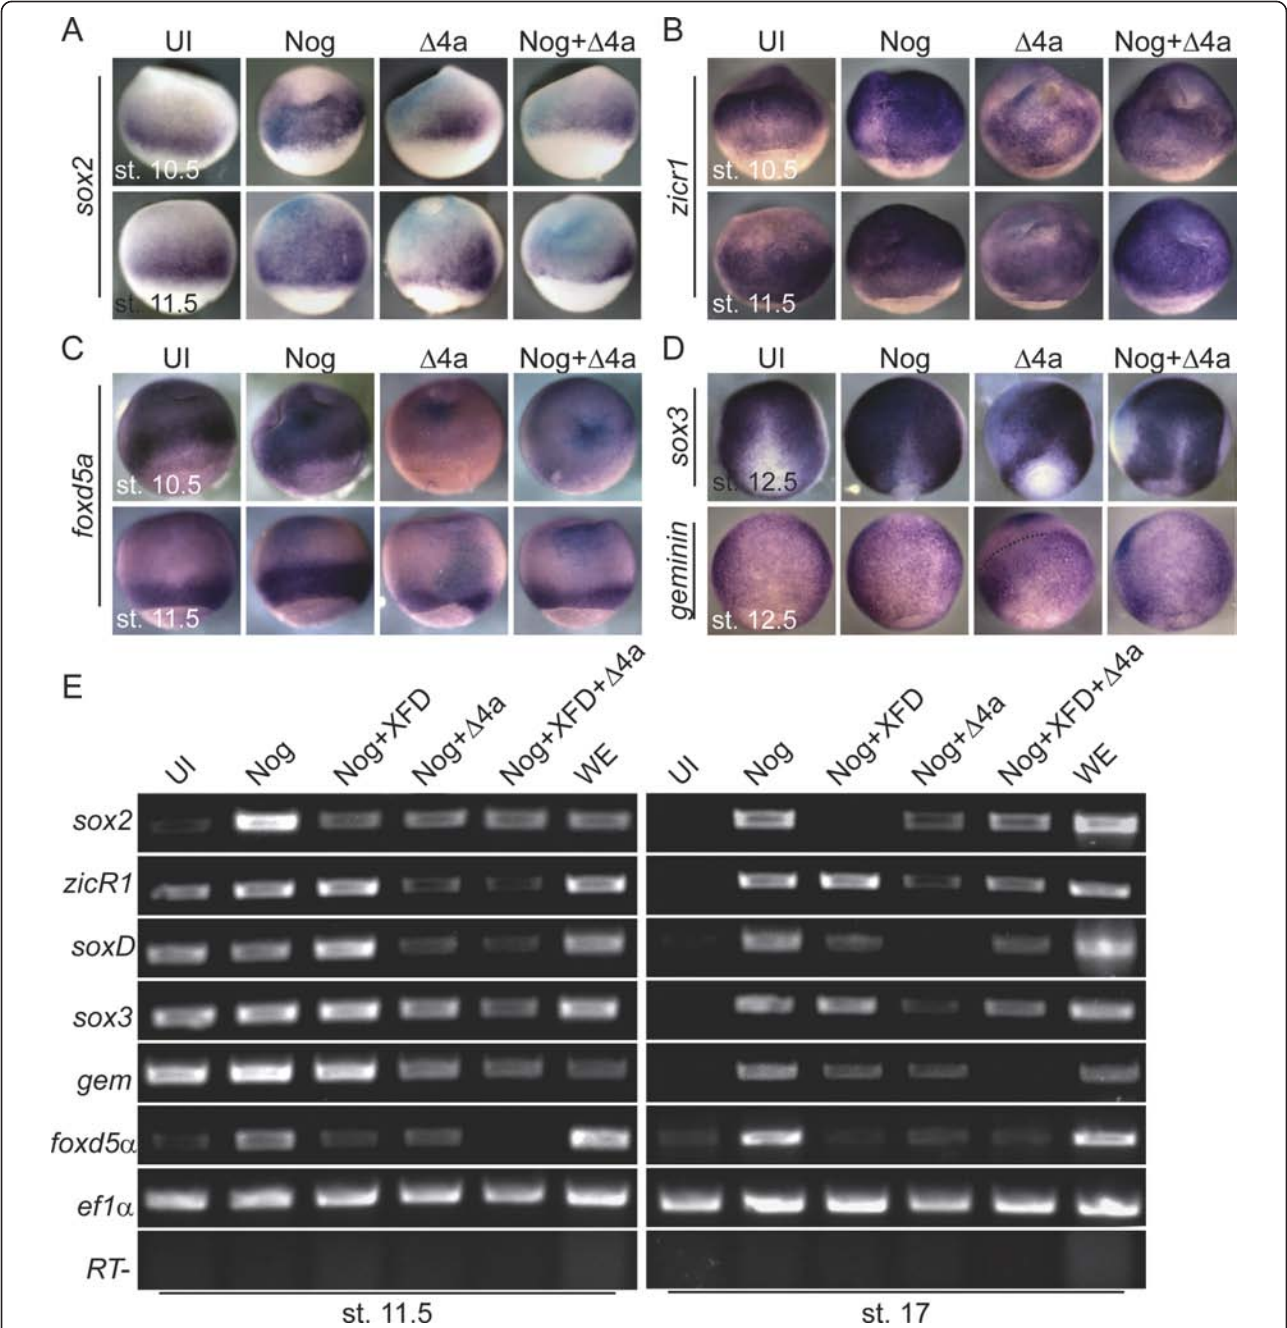 A
UI Nog Δ4a Nog+Δ4a
sox2
st. 10.5
st. 11.5
B
UI Nog Δ4a Nog+Δ4a
zicr1
st. 10.5
st. 11.5
C
UI Nog Δ4a Nog+Δ4a
foxd5a
st. 10.5
st. 11.5
D
UI Nog Δ4a Nog+Δ4a
sox3
st. 12.5
geminin
st. 12.5
E
UI Nog Nog+XFD Nog+Δ4a Nog+XFD+Δ4a WE
UI Nog Nog+XFD Nog+Δ4a Nog+XFD+Δ4a WE
sox2
zicR1
soxD
sox3
gem
foxd5α
ef1α
RT-
st. 11.5
st. 17